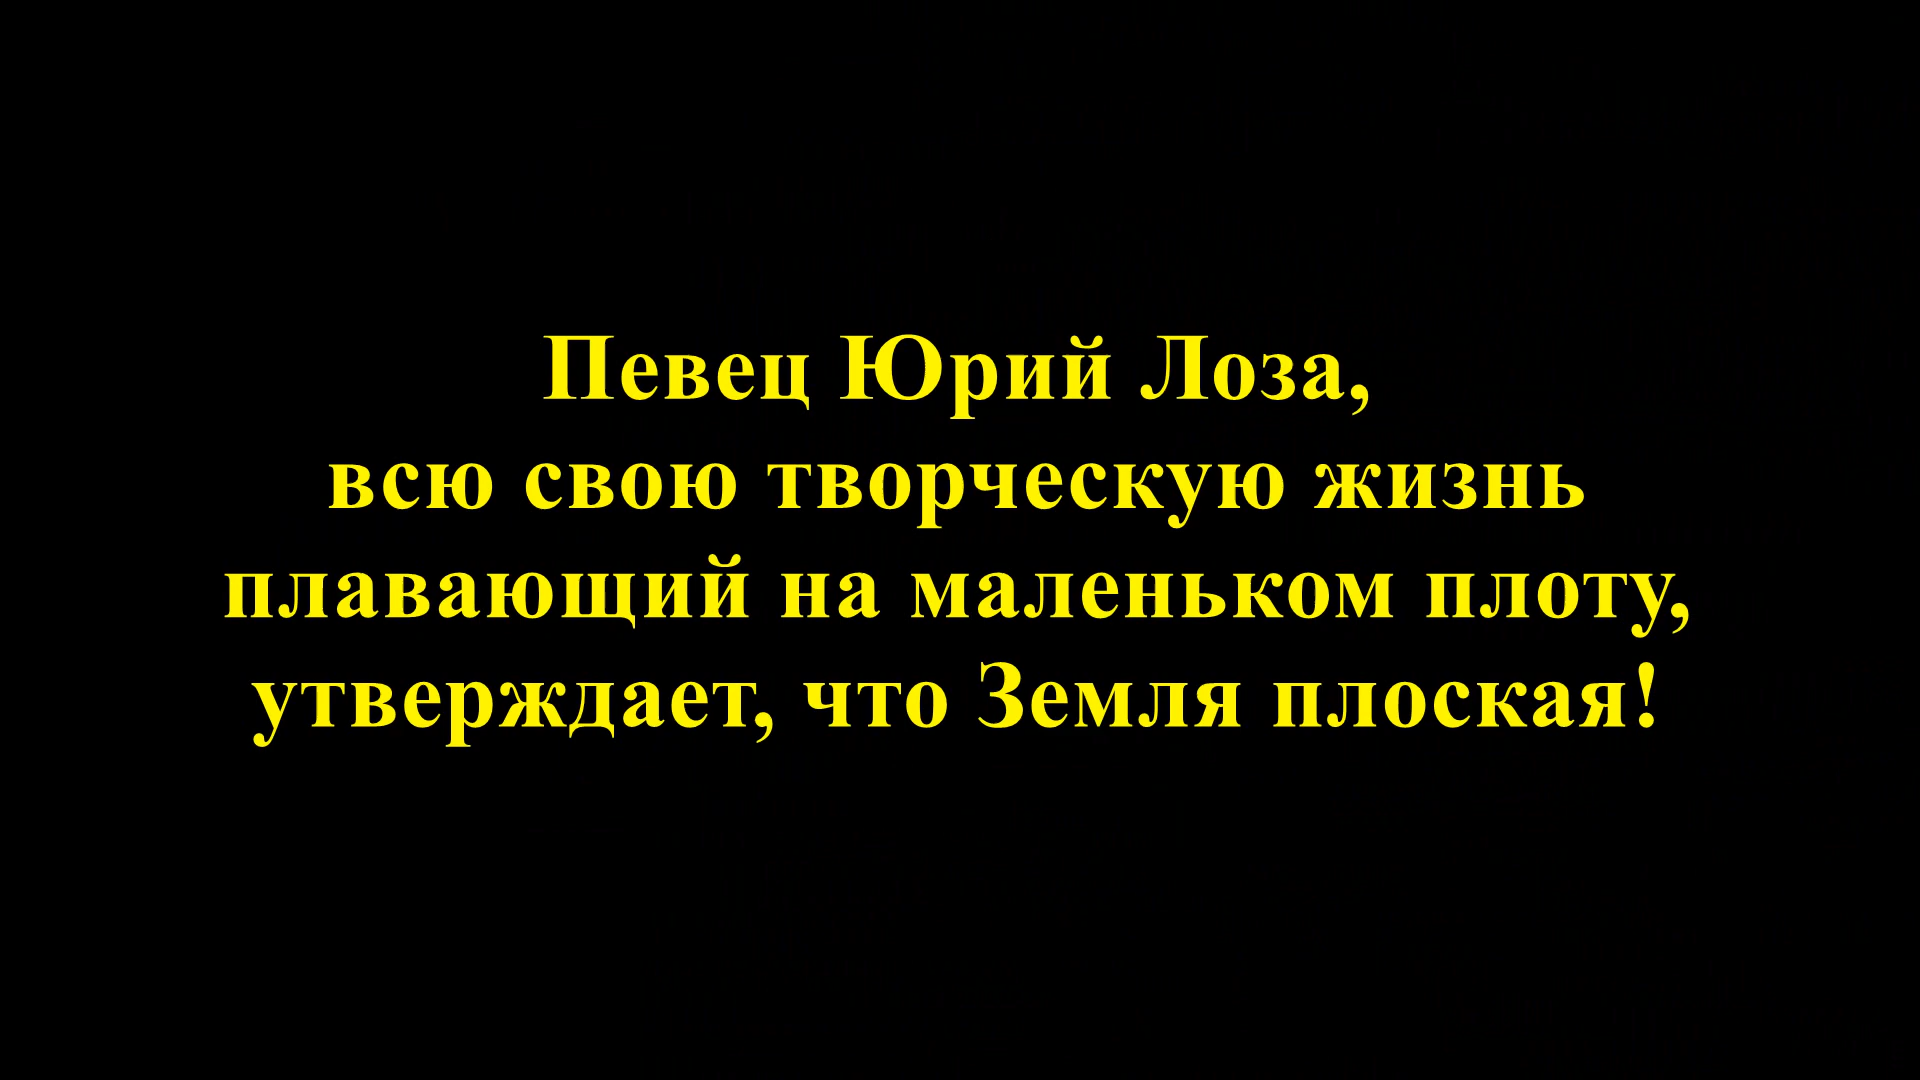 Певец Юрий Лоза,
всю свою творческую жизнь
плавающий на маленьком плоту,
утверждает, что Земля плоская!